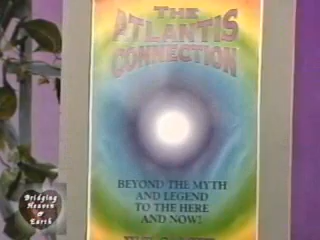 THE
ATLANTIS
CONNECTION
BEYOND THE MYTH
AND LEGEND
TO THE HERE
AND NOW!
Bridging
Heaven
&
Earth